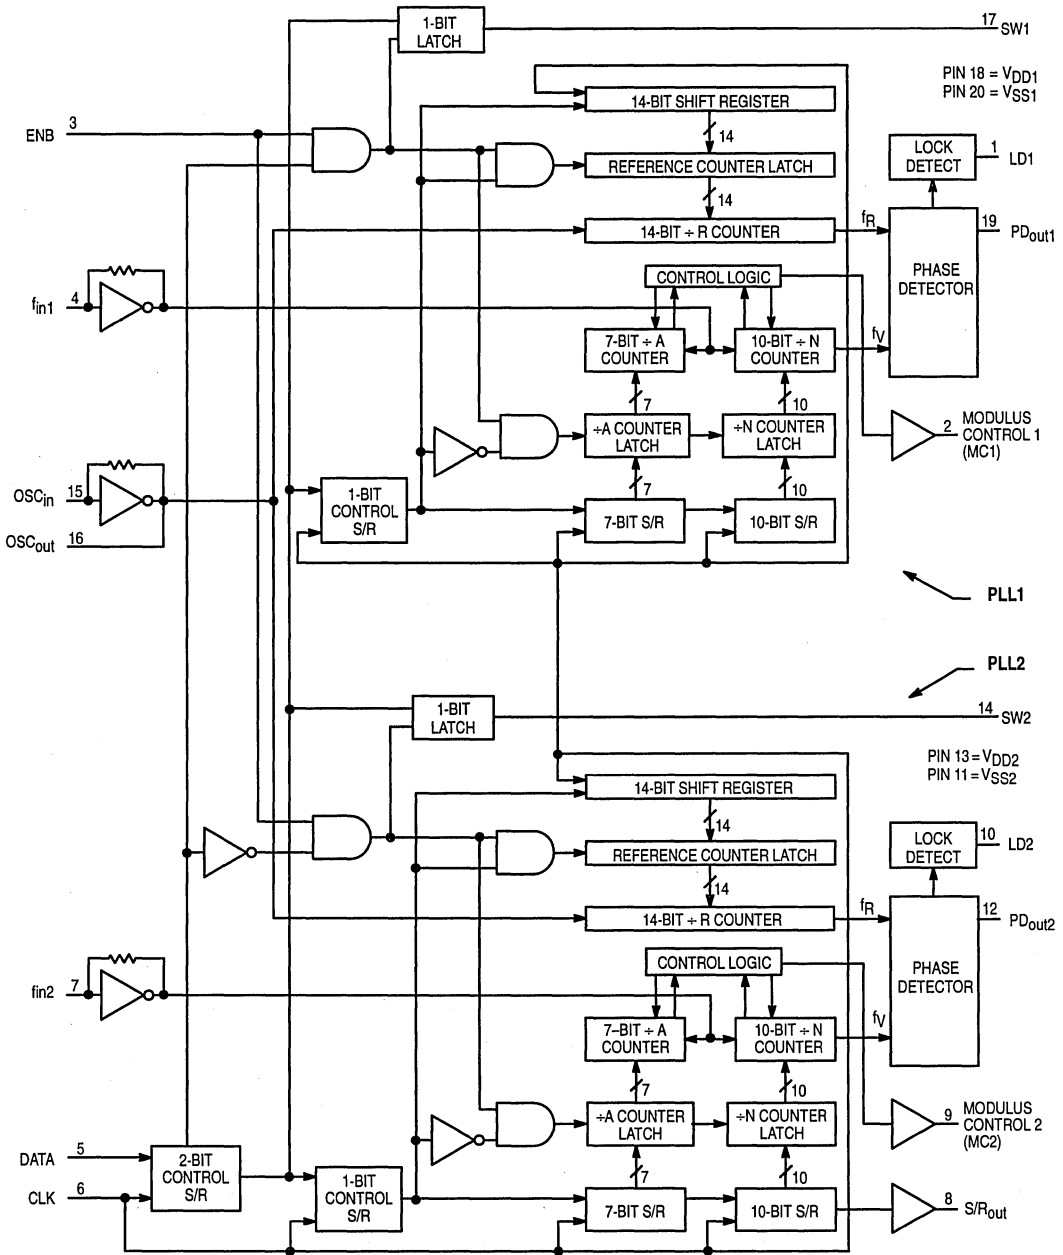 1-BIT
LATCH
17
SW1
PIN 18 = VDD1
PIN 20 = VSS1
14-BIT SHIFT REGISTER
ENB
3
14
LOCK
DETECT
1
LD1
REFERENCE COUNTER LATCH
14
14-BIT ÷ R COUNTER
fR
19
PDout1
PHASE
DETECTOR
CONTROL LOGIC
fin1
4
7-BIT ÷ A
COUNTER
10-BIT ÷ N
COUNTER
fV
7
10
÷A COUNTER
LATCH
÷N COUNTER
LATCH
2
MODULUS
CONTROL 1
(MC1)
OSCin
15
1-BIT
CONTROL
S/R
7
10
7-BIT S/R
10-BIT S/R
OSCout
16
PLL1
PLL2
1-BIT
LATCH
14
SW2
PIN 13 = VDD2
PIN 11 = VSS2
14-BIT SHIFT REGISTER
14
LOCK
DETECT
10
LD2
REFERENCE COUNTER LATCH
14
14-BIT ÷ R COUNTER
fR
12
PDout2
PHASE
DETECTOR
CONTROL LOGIC
fin2
7
7–BIT ÷ A
COUNTER
10-BIT ÷ N
COUNTER
fV
7
10
÷A COUNTER
LATCH
÷N COUNTER
LATCH
9
MODULUS
CONTROL 2
(MC2)
DATA
5
CLK
6
2-BIT
CONTROL
S/R
1-BIT
CONTROL
S/R
7
10
7-BIT S/R
10-BIT S/R
8
S/Rout